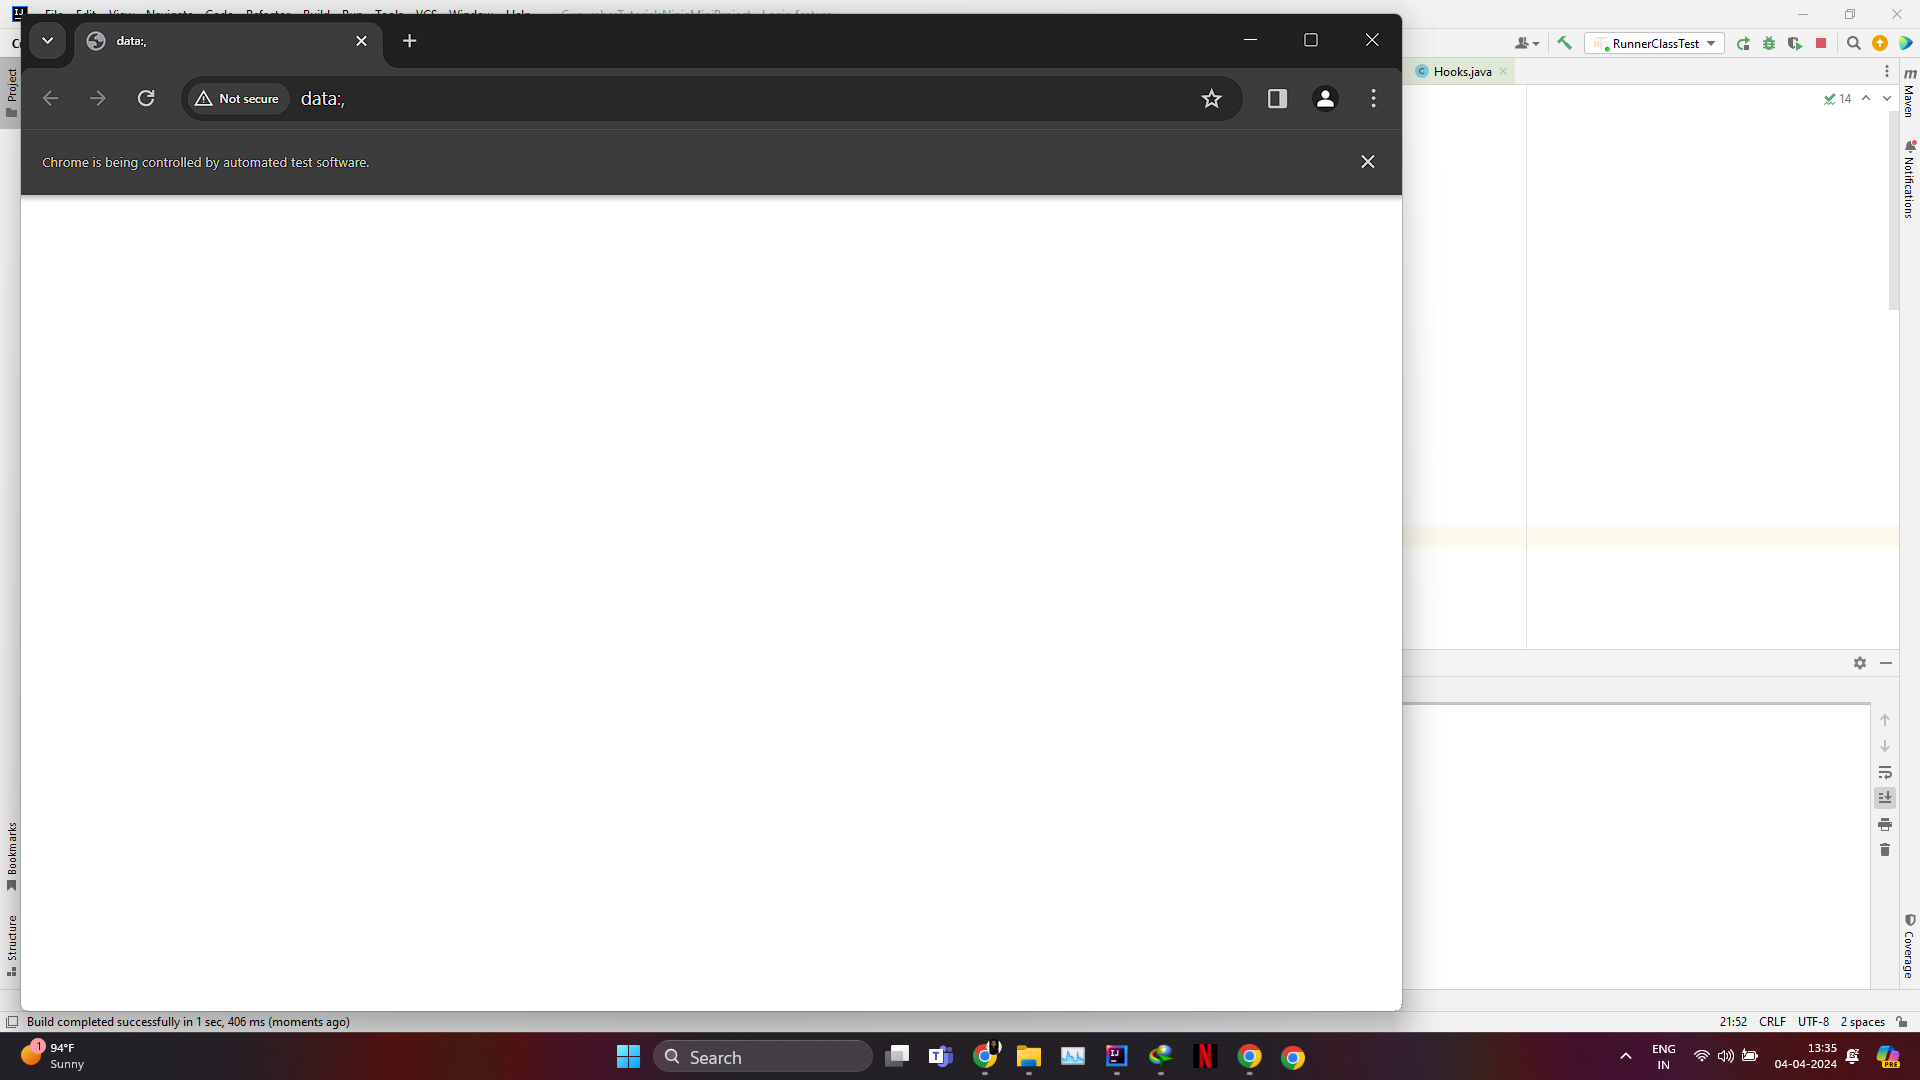 data:,
RunnerClassTest
Not secure
data:,
Hooks.java
Chrome is being controlled by automated test software.
14
Project
Maven
Notifications
Bookmarks
Structure
Coverage
Build completed successfully in 1 sec, 406 ms (moments ago)
21:52 CRLF UTF-8 2 spaces
1
94°F
Sunny
Search
ENG
IN
13:35
04-04-2024